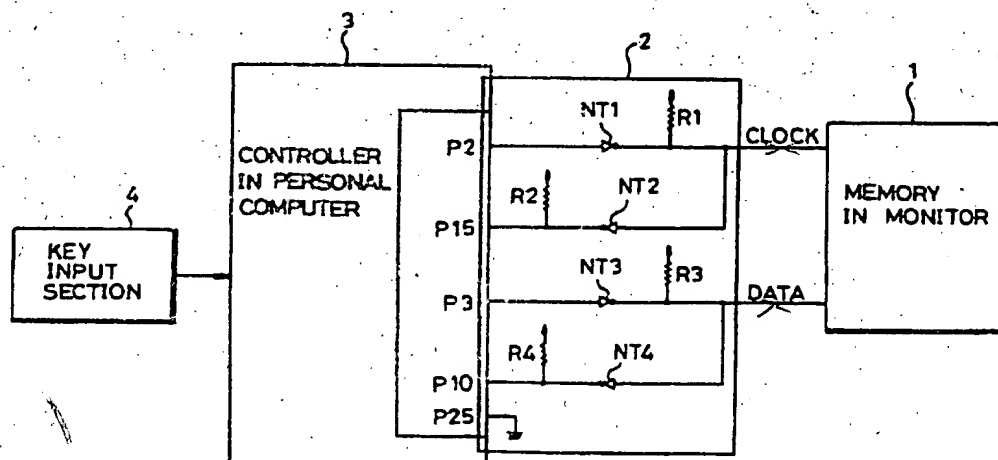 3
2
1
4
KEY
INPUT
SECTION
CONTROLLER
IN PERSONAL
COMPUTER
P2
P15
P3
P10
P25
NT1
R1
R2
NT2
NT3
R3
R4
NT4
CLOCK
DATA
MEMORY
IN MONITOR